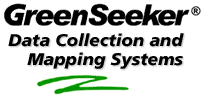 GreenSeeker®
Data Collection and
Mapping Systems